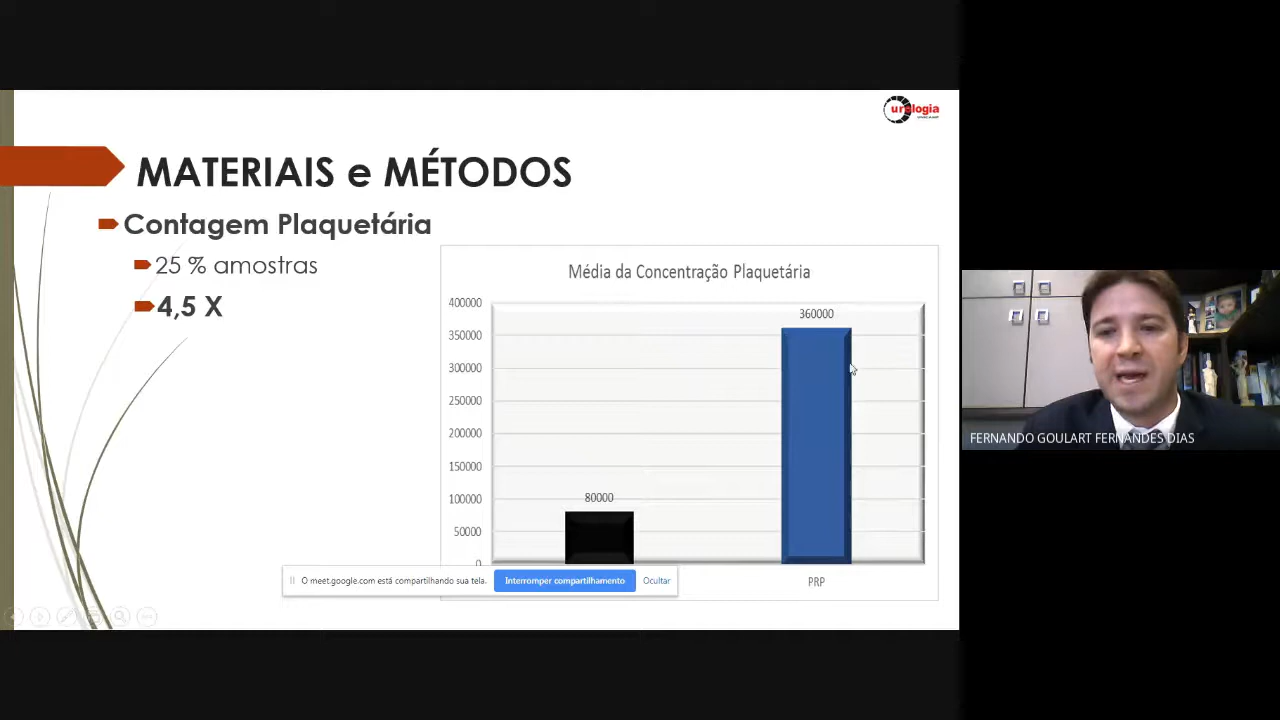 urologia
MATERIAIS e MÉTODOS
Contagem Plaquetária
25 % amostras
4,5 X
Média da Concentração Plaquetária
400000
350000
300000
250000
200000
150000
100000
50000
0
80000
360000
PRP
O meet.google.com está compartilhando sua tela.
Interromper compartilhamento
Ocultar
FERNANDO GOULART FERNANDES DIAS